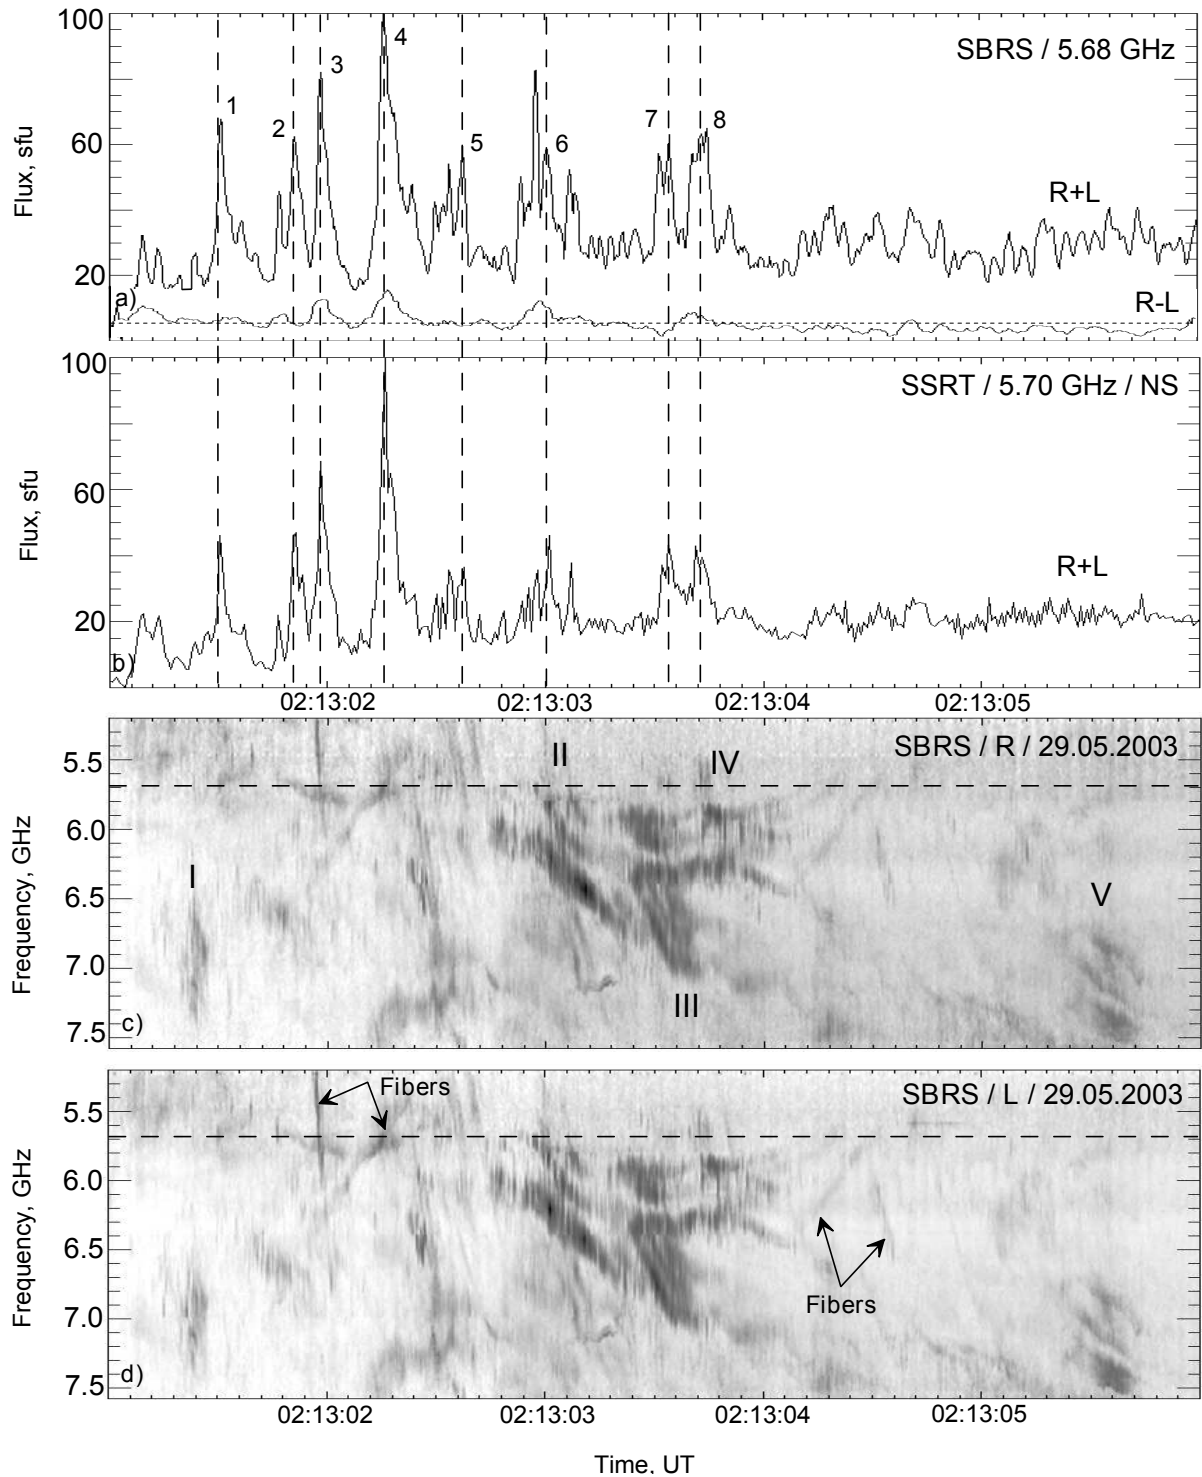 100
60
20
Flux, sfu
SBRS / 5.68 GHz
1
2
3
4
5
6
7
8
R+L
R-L
a)
100
60
20
Flux, sfu
SSRT / 5.70 GHz / NS
R+L
b)
02:13:02
02:13:03
02:13:04
02:13:05
5.5
6.0
6.5
7.0
7.5
Frequency, GHz
SBRS / R / 29.05.2003
I
II
III
IV
V
c)
5.5
6.0
6.5
7.0
7.5
Frequency, GHz
SBRS / L / 29.05.2003
Fibers
Fibers
d)
02:13:02
02:13:03
02:13:04
02:13:05
Time, UT